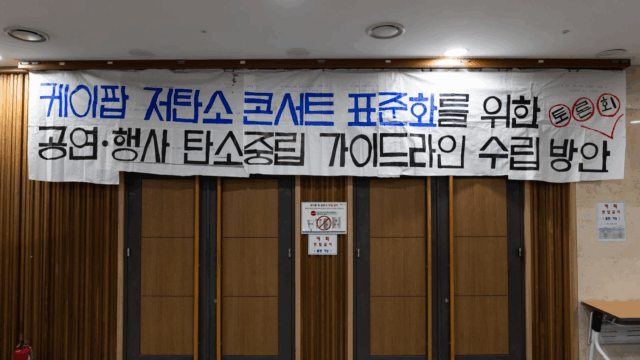 케이팝 저탄소 콘서트 표준화를 위한 토론회
공연·행사 탄소중립 가이드라인 수립 방안